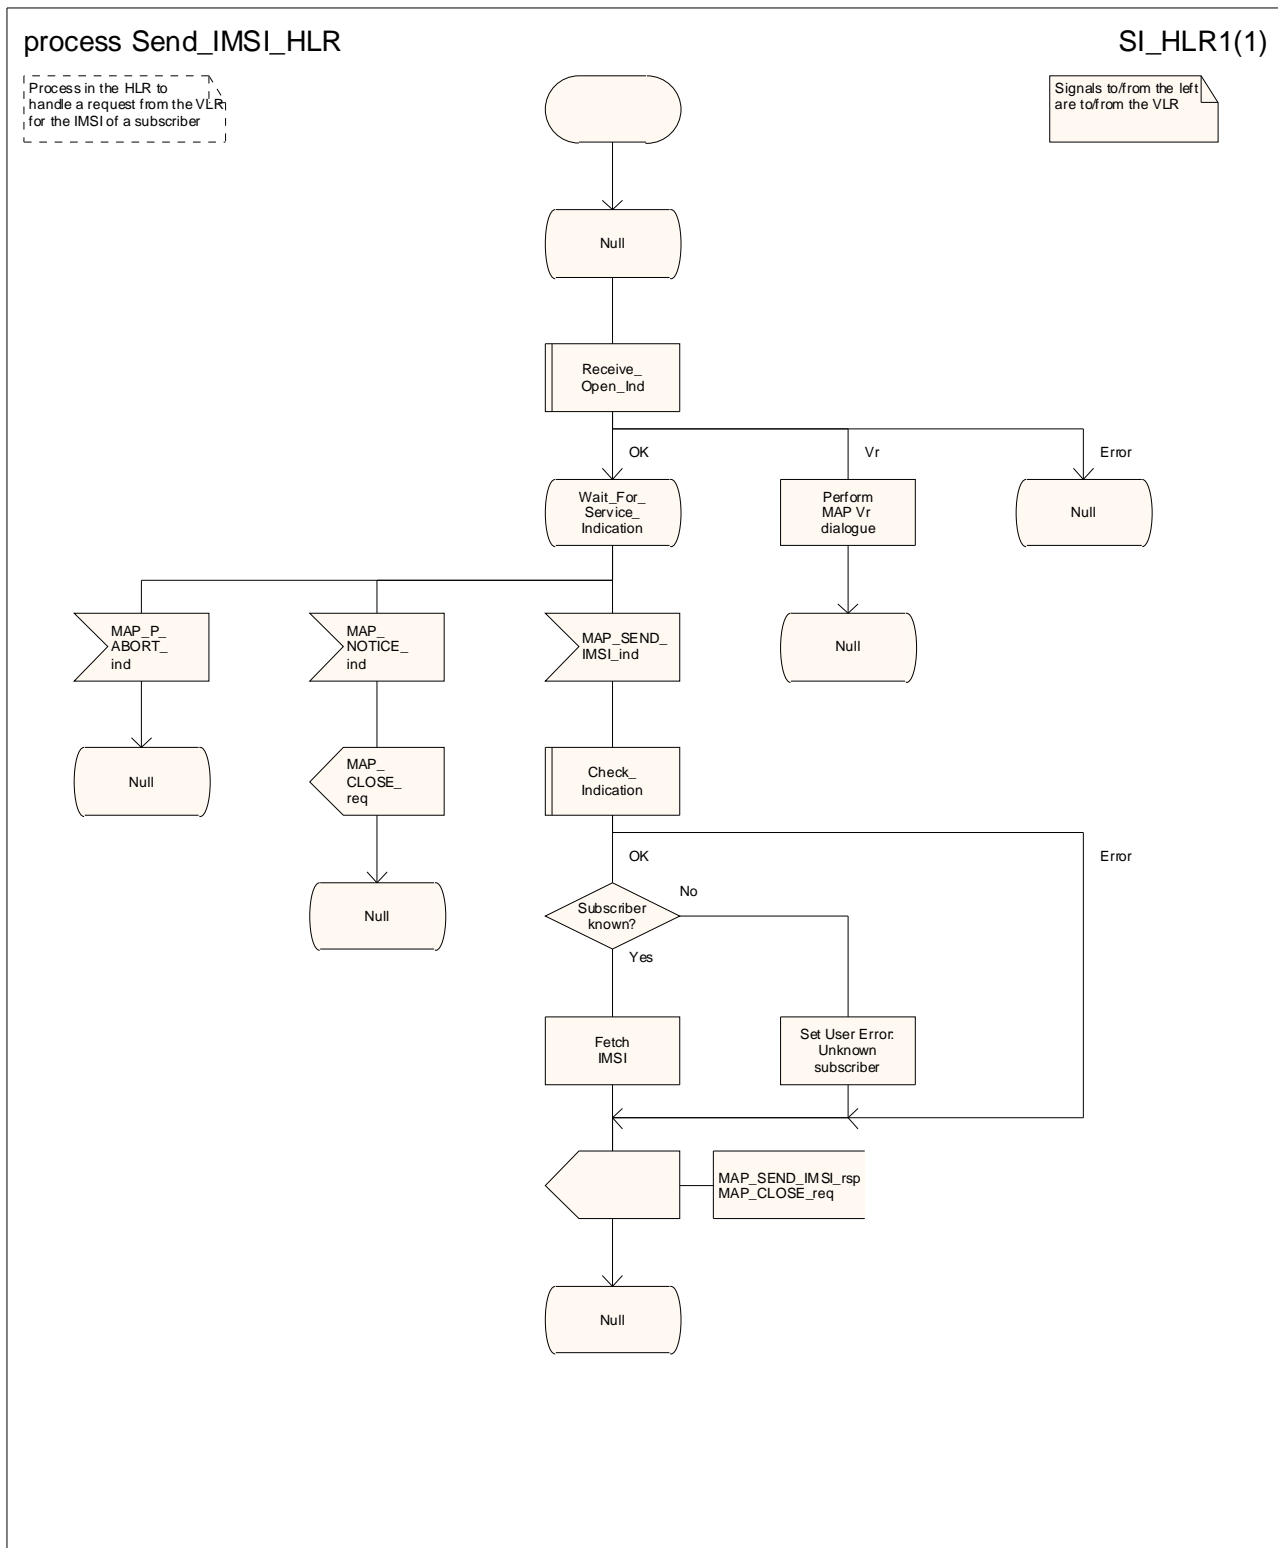 process Send_IMSI_HLR
SI_HLR1(1)
Process in the HLR to
handle a request from the VLR
for the IMSI of a subscriber
Signals to/from the left
are to/from the VLR
Null
Receive_
Open_Ind
OK
Vr
Error
Wait_For_
Service_
Indication
Perform
MAP Vr
dialogue
Null
MAP_P_
ABORT_
ind
MAP_
NOTICE_
ind
MAP_SEND_
IMSI_ind
Null
Null
MAP_
CLOSE_
req
Check_
Indication
OK
Error
Null
Subscriber
known?
No
Yes
Fetch
IMSI
Set User Error:
Unknown
subscriber
MAP_SEND_IMSI_rsp
MAP_CLOSE_req
Null